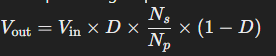 V_out = V_in × D × N_s/N_p × (1 − D)